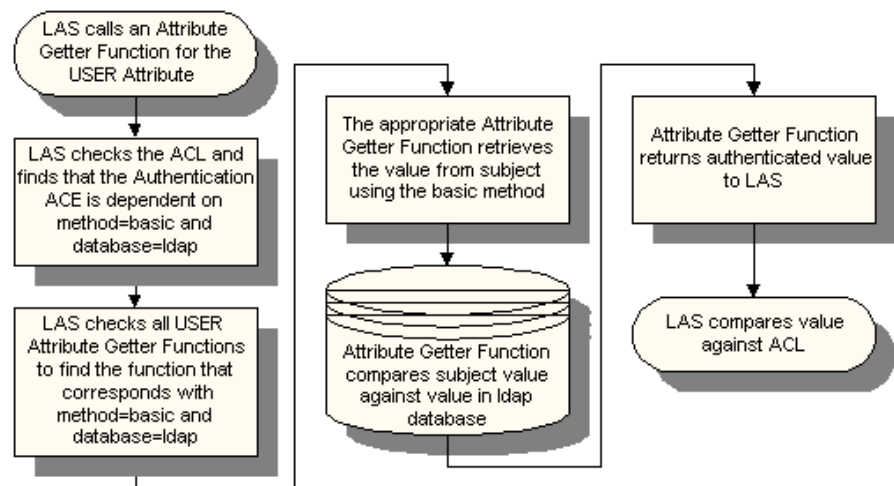 LAS calls an Attribute
Getter Function for the
USER Attribute
LAS checks the ACL and
finds that the Authentication
ACE is dependent on
method=basic and
database=ldap
LAS checks all USER
Attribute Getter Functions
to find the function that
corresponds with
method=basic and
database=ldap
The appropriate Attribute
Getter Function retrieves
the value from subject
using the basic method
Attribute Getter Function
compares subject value
against value in ldap
database
Attribute Getter Function
returns authenticated value
to LAS
LAS compares value
against ACL